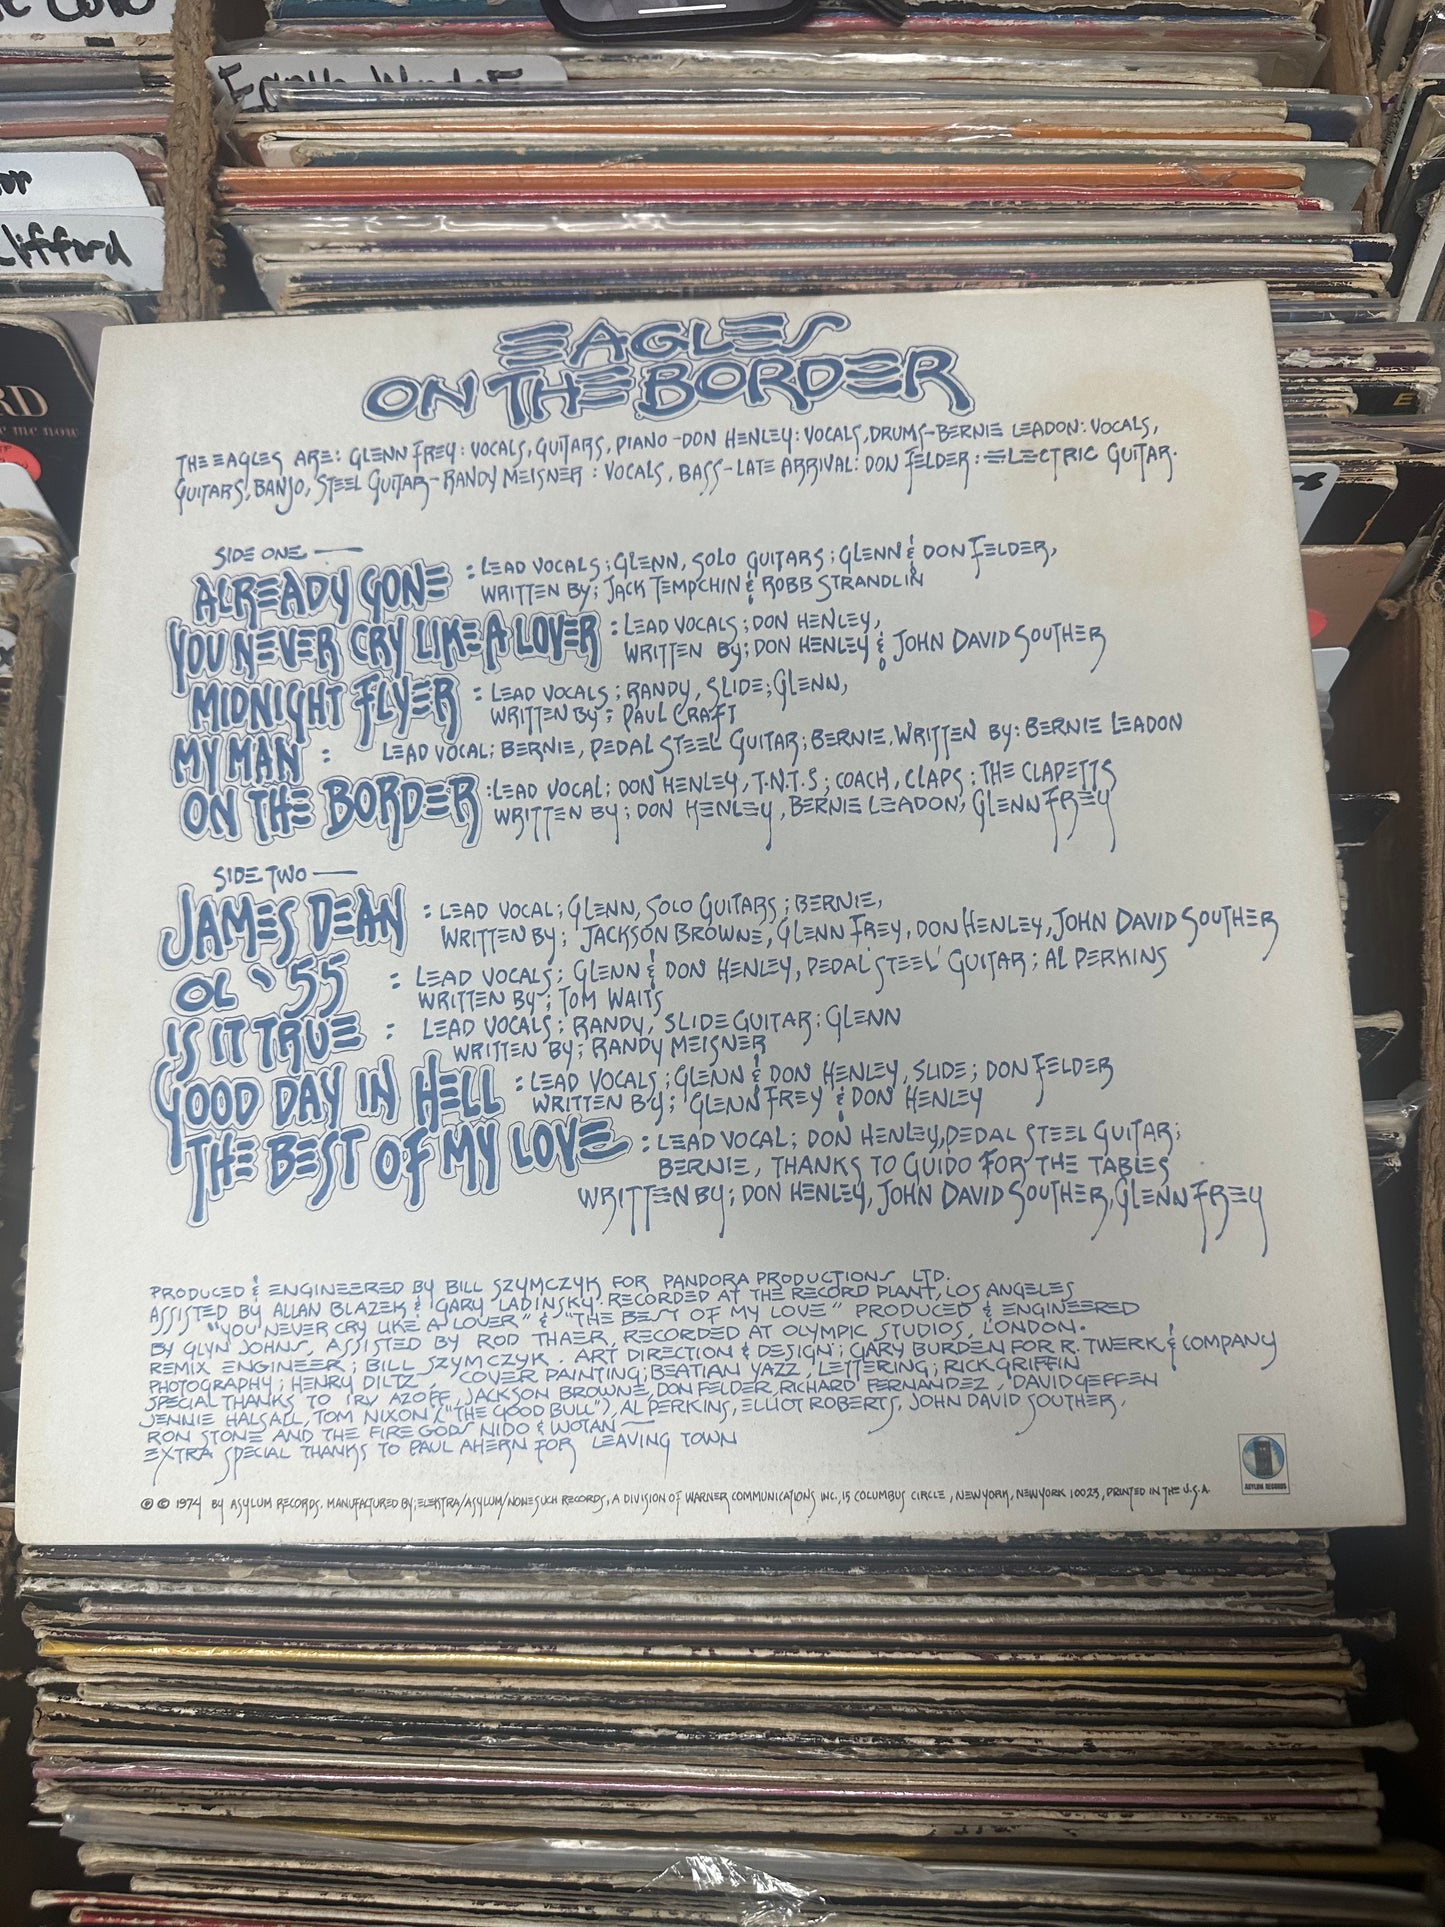 Clifford
EAGLES
ON THE BORDER
THE EAGLES ARE: GLENN FREY: VOCALS, GUITARS, PIANO - DON HENLEY: VOCALS, DRUMS - BERNIE LEADON: VOCALS,
GUITARS, BANJO, STEEL GUITAR - RANDY MEISNER: VOCALS, BASS - LATE ARRIVAL: DON FELDER: ELECTRIC GUITAR.
SIDE ONE —
ALREADY GONE : LEAD VOCALS; GLENN, SOLO GUITARS; GLENN & DON FELDER,
WRITTEN BY; JACK TEMPCHIN & ROBB STRANDLIN
YOU NEVER CRY LIKE A LOVER : LEAD VOCALS; DON HENLEY,
WRITTEN BY; DON HENLEY & JOHN DAVID SOUTHER
MIDNIGHT FLYER : LEAD VOCALS; RANDY, SLIDE; GLENN,
WRITTEN BY; PAUL CRAFT
MY MAN : LEAD VOCAL; BERNIE, PEDAL STEEL GUITAR; BERNIE, WRITTEN BY: BERNIE LEADON
ON THE BORDER : LEAD VOCAL; DON HENLEY, T.N.T.S; COACH, CLAPS; THE CLAPETTS
WRITTEN BY; DON HENLEY, BERNIE LEADON, GLENN FREY
SIDE TWO —
JAMES DEAN : LEAD VOCAL; GLENN, SOLO GUITARS; BERNIE,
WRITTEN BY; JACKSON BROWNE, GLENN FREY, DON HENLEY, JOHN DAVID SOUTHER
OL '55 : LEAD VOCALS; GLENN & DON HENLEY, PEDAL STEEL GUITAR; AL PERKINS
WRITTEN BY; TOM WAITS
IS IT TRUE : LEAD VOCALS; RANDY, SLIDE GUITAR; GLENN
WRITTEN BY; RANDY MEISNER
GOOD DAY IN HELL : LEAD VOCALS; GLENN & DON HENLEY, SLIDE; DON FELDER
WRITTEN BY; GLENN FREY & DON HENLEY
THE BEST OF MY LOVE : LEAD VOCAL; DON HENLEY, PEDAL STEEL GUITAR;
BERNIE, THANKS TO GUIDO FOR THE TABLES
WRITTEN BY; DON HENLEY, JOHN DAVID SOUTHER, GLENN FREY
PRODUCED & ENGINEERED BY BILL SZYMCZYK FOR PANDORA PRODUCTIONS LTD.
ASSISTED BY ALLAN BLAZEK & GARY LADINSKY. RECORDED AT THE RECORD PLANT, LOS ANGELES
"YOU NEVER CRY LIKE A LOVER" & "THE BEST OF MY LOVE" PRODUCED & ENGINEERED
BY GLYN JOHNS, ASSISTED BY ROD THAER, RECORDED AT OLYMPIC STUDIOS, LONDON.
REMIX ENGINEER; BILL SZYMCZYK. ART DIRECTION & DESIGN; GARY BURDEN FOR R. TWERK & COMPANY
PHOTOGRAPHY; HENRY DILTZ COVER PAINTING; BEATIAN YAZZ, LETTERING; RICK GRIFFIN
SPECIAL THANKS TO IRV AZOFF, JACKSON BROWNE, DON FELDER, RICHARD FERNANDEZ, DAVID GEFFEN
JENNIE HALSALL, TOM NIXON ("THE GOOD BULL"), AL PERKINS, ELLIOT ROBERTS, JOHN DAVID SOUTHER,
RON STONE AND THE FIRE GODS NIDO & WOTAN —
EXTRA SPECIAL THANKS TO PAUL AHERN FOR LEAVING TOWN
℗ © 1974 BY ASYLUM RECORDS. MANUFACTURED BY; ELEKTRA/ASYLUM/NONESUCH RECORDS, A DIVISION OF WARNER COMMUNICATIONS INC., 15 COLUMBUS CIRCLE, NEW YORK, NEW YORK 10023, PRINTED IN THE U.S.A.
ASYLUM RECORDS